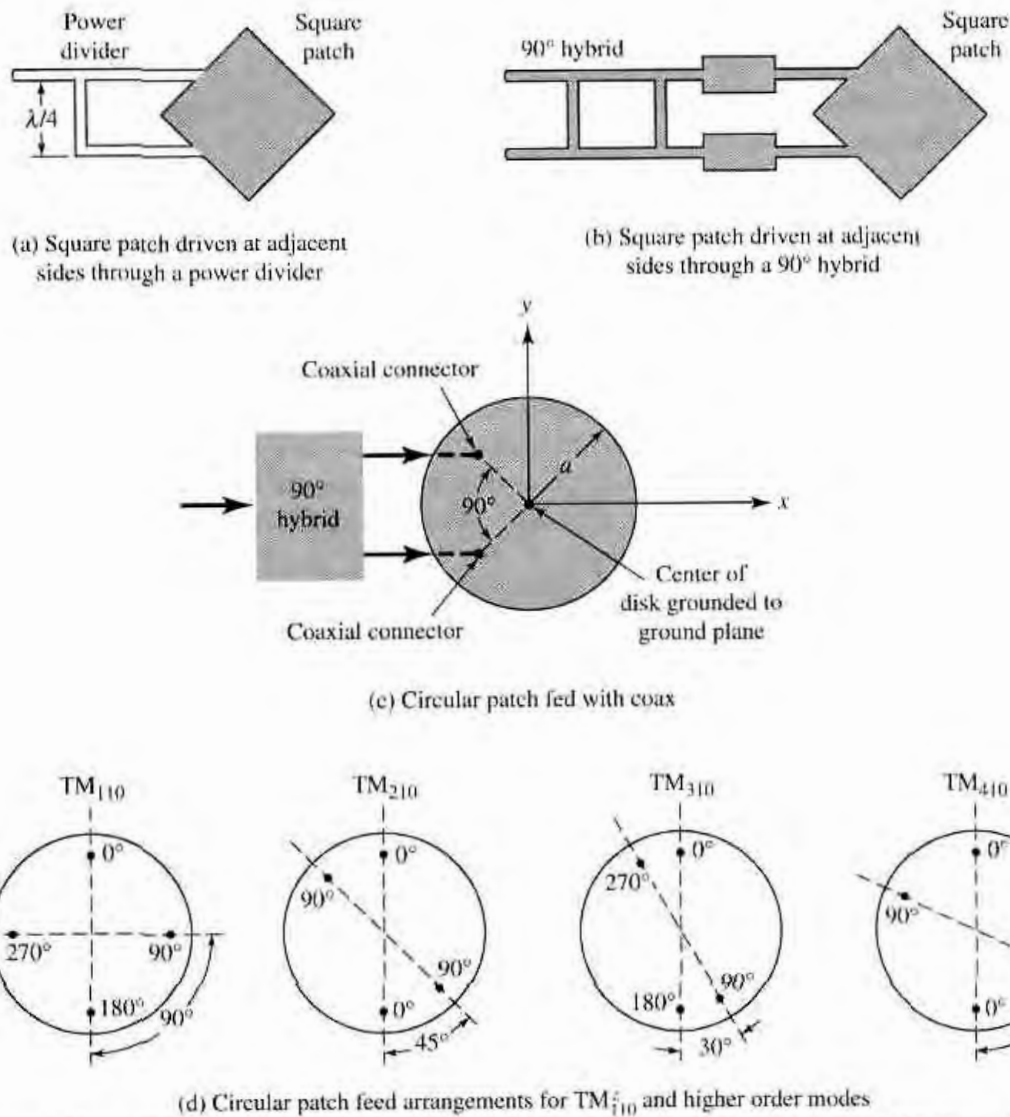 Power
divider
Square
patch
λ/4
(a) Square patch driven at adjacent
sides through a power divider
90° hybrid
Square
patch
(b) Square patch driven at adjacent
sides through a 90° hybrid
y
Coaxial connector
90°
hybrid
a
90°
x
Center of
disk grounded to
ground plane
Coaxial connector
(c) Circular patch fed with coax
TM110
0°
270°
90°
180°
90°
TM210
0°
90°
90°
0°
45°
TM310
0°
270°
90°
180°
30°
TM410
0°
90°
0°
(d) Circular patch feed arrangements for TM110 and higher order modes